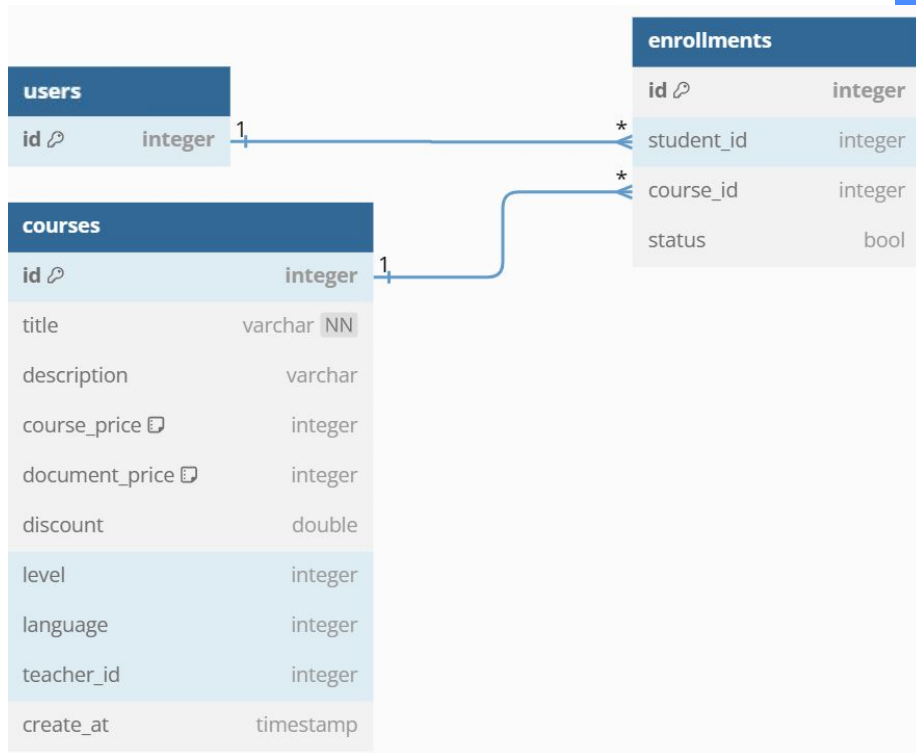 users
id integer
1
courses
id integer
1
title varchar NN
description varchar
course_price integer
document_price integer
discount double
level integer
language integer
teacher_id integer
create_at timestamp
enrollments
id integer
* student_id integer
* course_id integer
status bool